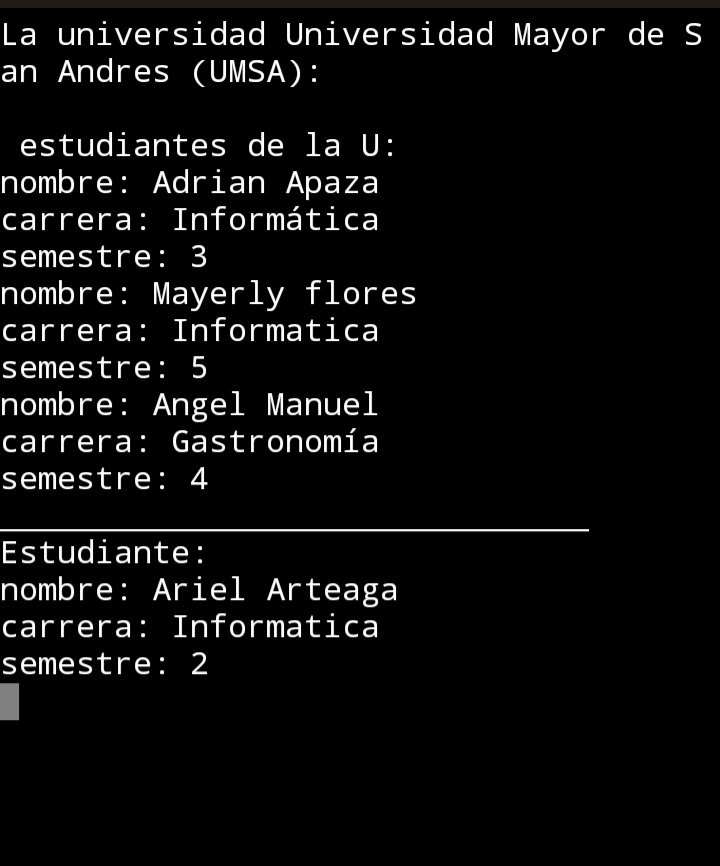 La universidad Universidad Mayor de S
an Andres (UMSA):
estudiantes de la U:
nombre: Adrian Apaza
carrera: Informática
semestre: 3
nombre: Mayerly flores
carrera: Informatica
semestre: 5
nombre: Angel Manuel
carrera: Gastronomía
semestre: 4
_______________________________
Estudiante:
nombre: Ariel Arteaga
carrera: Informatica
semestre: 2